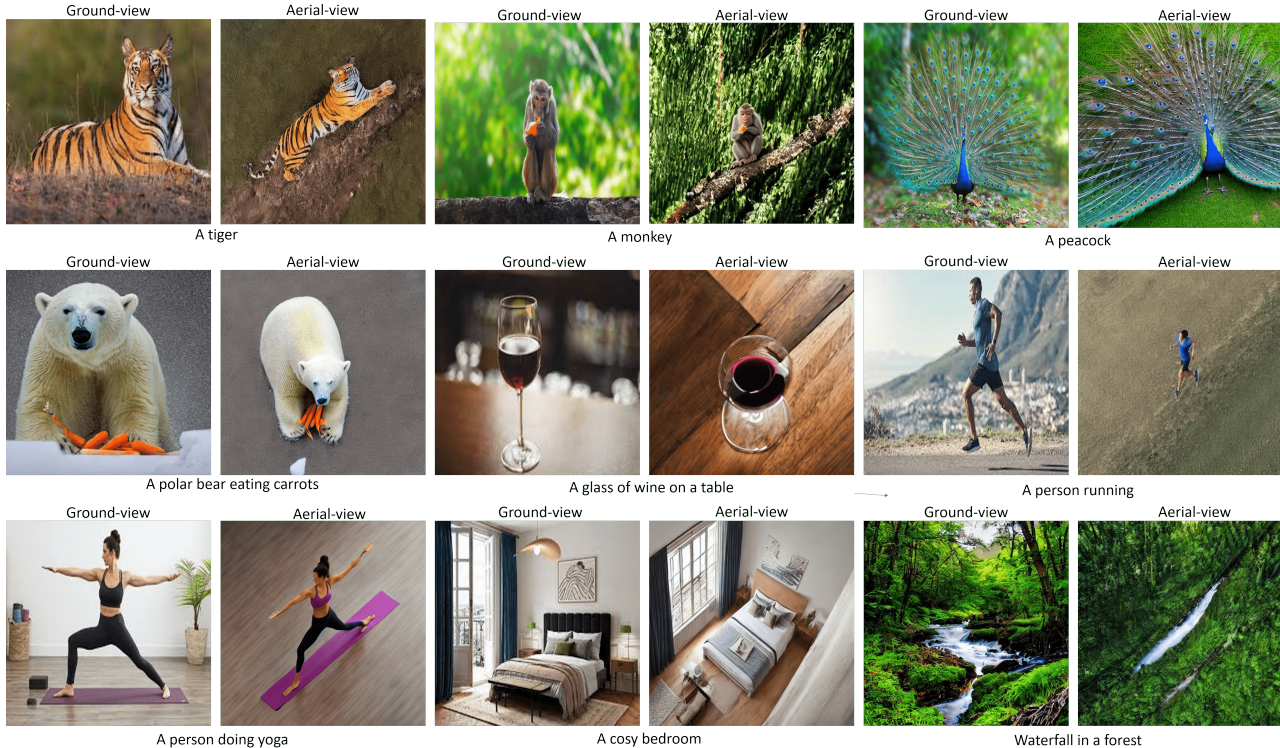 Ground-view Aerial-view Ground-view Aerial-view Ground-view Aerial-view
A tiger A monkey A peacock
Ground-view Aerial-view Ground-view Aerial-view Ground-view Aerial-view
A polar bear eating carrots A glass of wine on a table A person running
Ground-view Aerial-view Ground-view Aerial-view Ground-view Aerial-view
A person doing yoga A cosy bedroom Waterfall in a forest